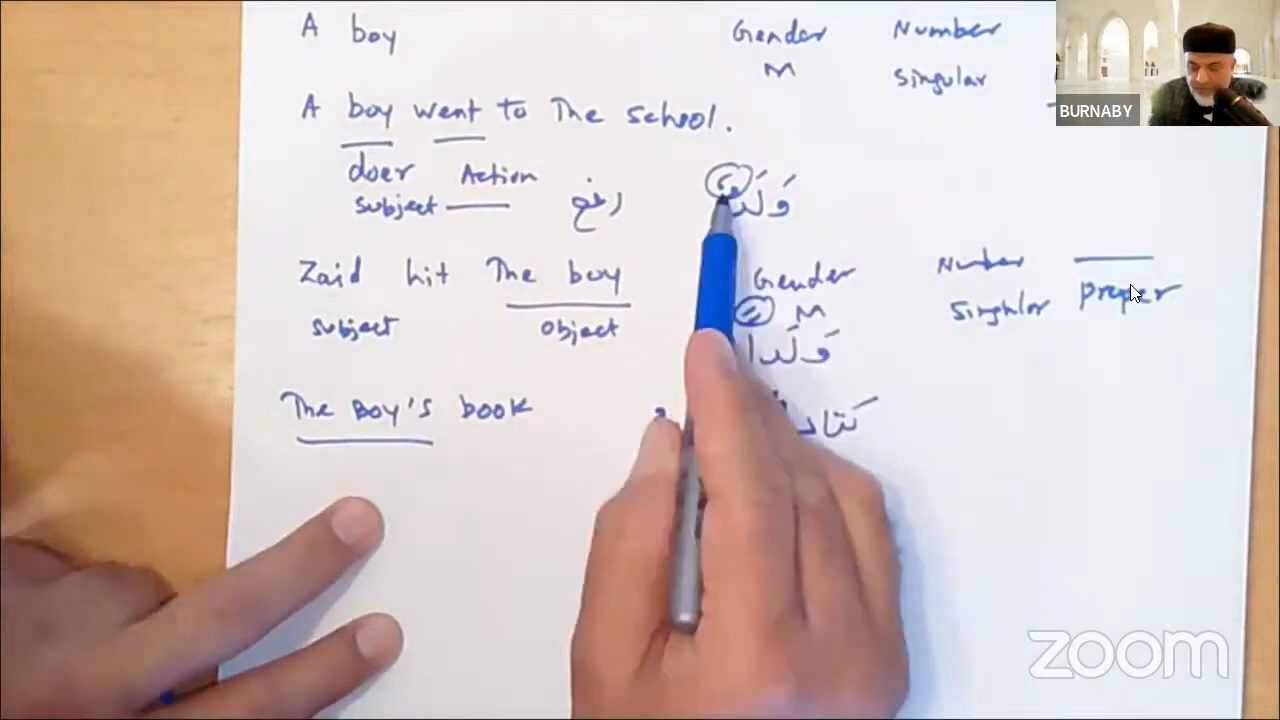 A boy Gender Number
M Singular
BURNABY
A boy went to The School.
doer Action
subject رفع وَلَدٌ
Zaid hit The boy Gender Number
subject object M Singhlor proper
وَلَداً
The Boy's book
zoom